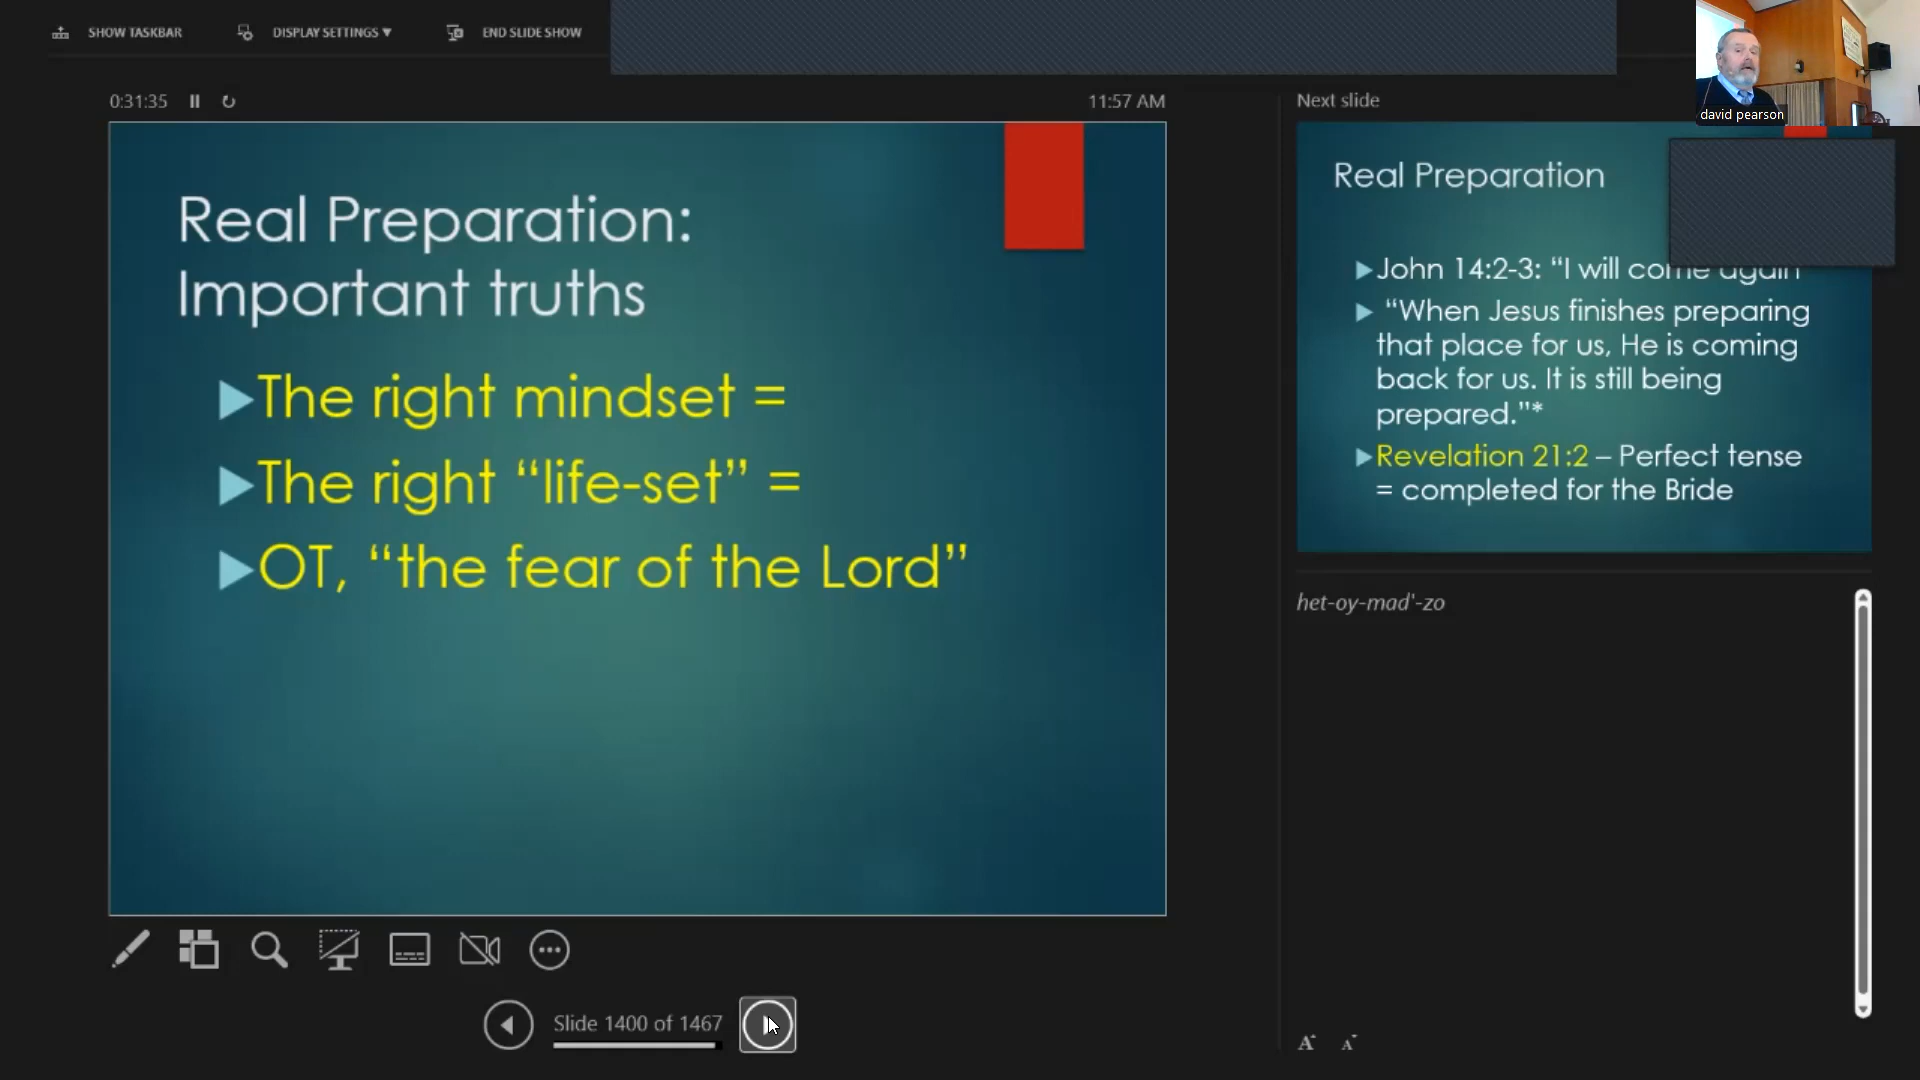 SHOW TASKBAR
DISPLAY SETTINGS ▼
END SLIDE SHOW
0:31:35
11:57 AM
Real Preparation:
Important truths
▶The right mindset =
▶The right “life-set” =
▶OT, “the fear of the Lord”
Slide 1400 of 1467
Next slide
david pearson
Real Preparation
▶John 14:2-3: “I will come again
▶ “When Jesus finishes preparing
that place for us, He is coming
back for us. It is still being
prepared.”*
▶Revelation 21:2 – Perfect tense
= completed for the Bride
het-oy-mad'-zo
A A